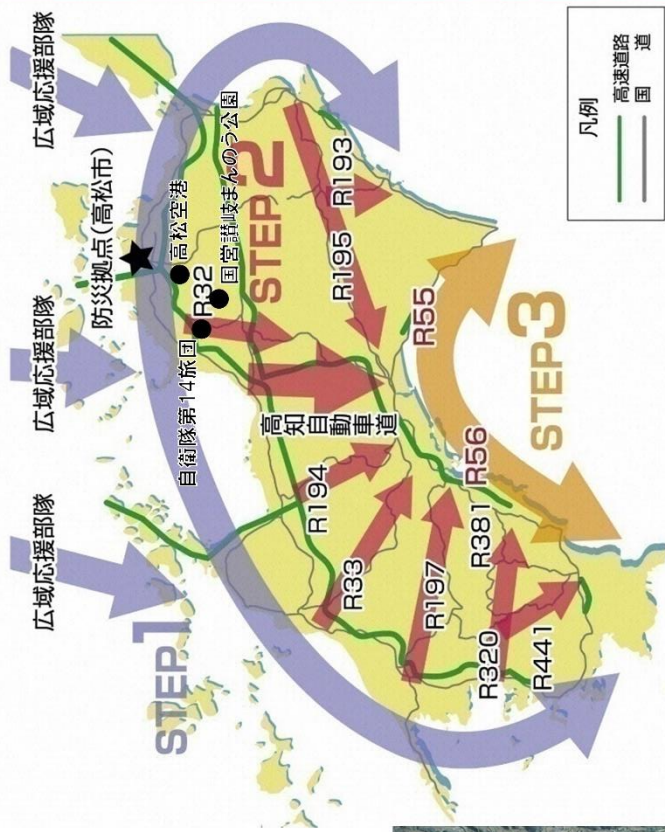 広域応援部隊
広域応援部隊
広域応援部隊
防災拠点(高松市)
高松空港
国営讃岐まんのう公園
自衛隊第14旅団
R32
STEP1
STEP2
STEP3
高知自動車道
R194
R33
R197
R320
R441
R381
R56
R55
R195
R193
凡例
高速道路
国　道